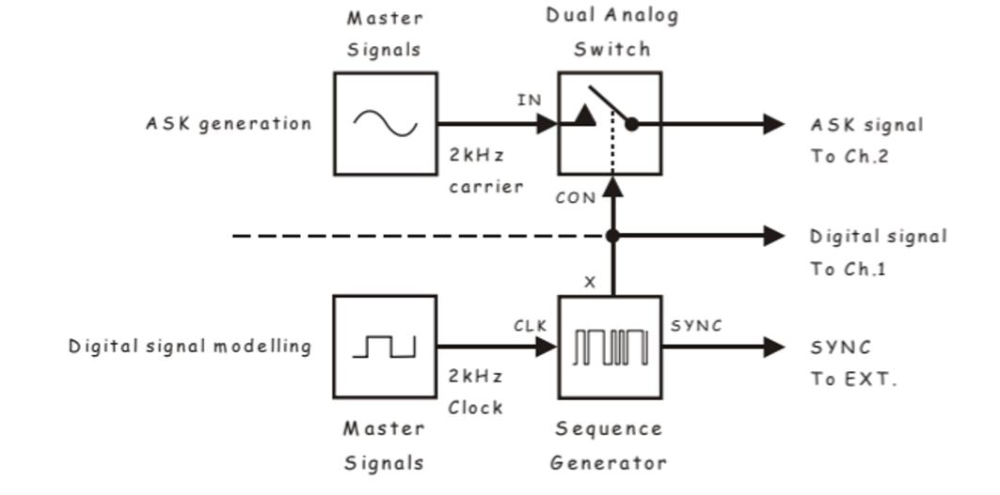 Master
Signals
Dual Analog
Switch
ASK generation
IN
2kHz
carrier
ASK signal
To Ch.2
CON
Digital signal
To Ch.1
X
Digital signal modelling
CLK
2kHz
Clock
SYNC
SYNC
To EXT.
Master
Signals
Sequence
Generator